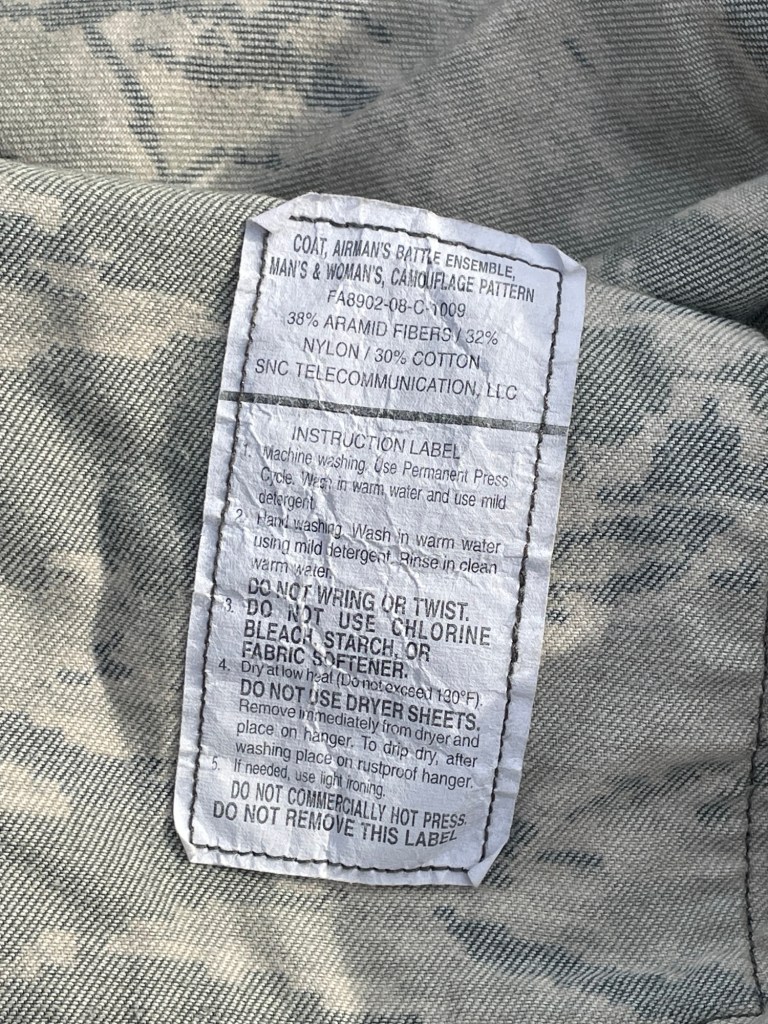 COAT, AIRMAN'S BATTLE ENSEMBLE,
MAN'S & WOMAN'S, CAMOUFLAGE PATTERN
FA8902-08-C-1009
38% ARAMID FIBERS / 32%
NYLON / 30% COTTON
SNC TELECOMMUNICATION, LLC
INSTRUCTION LABEL
1. Machine washing. Use Permanent Press
Cycle. Wash in warm water and use mild
detergent.
2. Hand washing. Wash in warm water
using mild detergent. Rinse in clean
warm water.
DO NOT WRING OR TWIST.
3. DO NOT USE CHLORINE
BLEACH, STARCH, OR
FABRIC SOFTENER.
4. Dry at low heat (Do not exceed 130°F).
DO NOT USE DRYER SHEETS.
Remove immediately from dryer and
place on hanger. To drip dry, after
washing place on rustproof hanger.
5. If needed, use light ironing.
DO NOT COMMERCIALLY HOT PRESS.
DO NOT REMOVE THIS LABEL